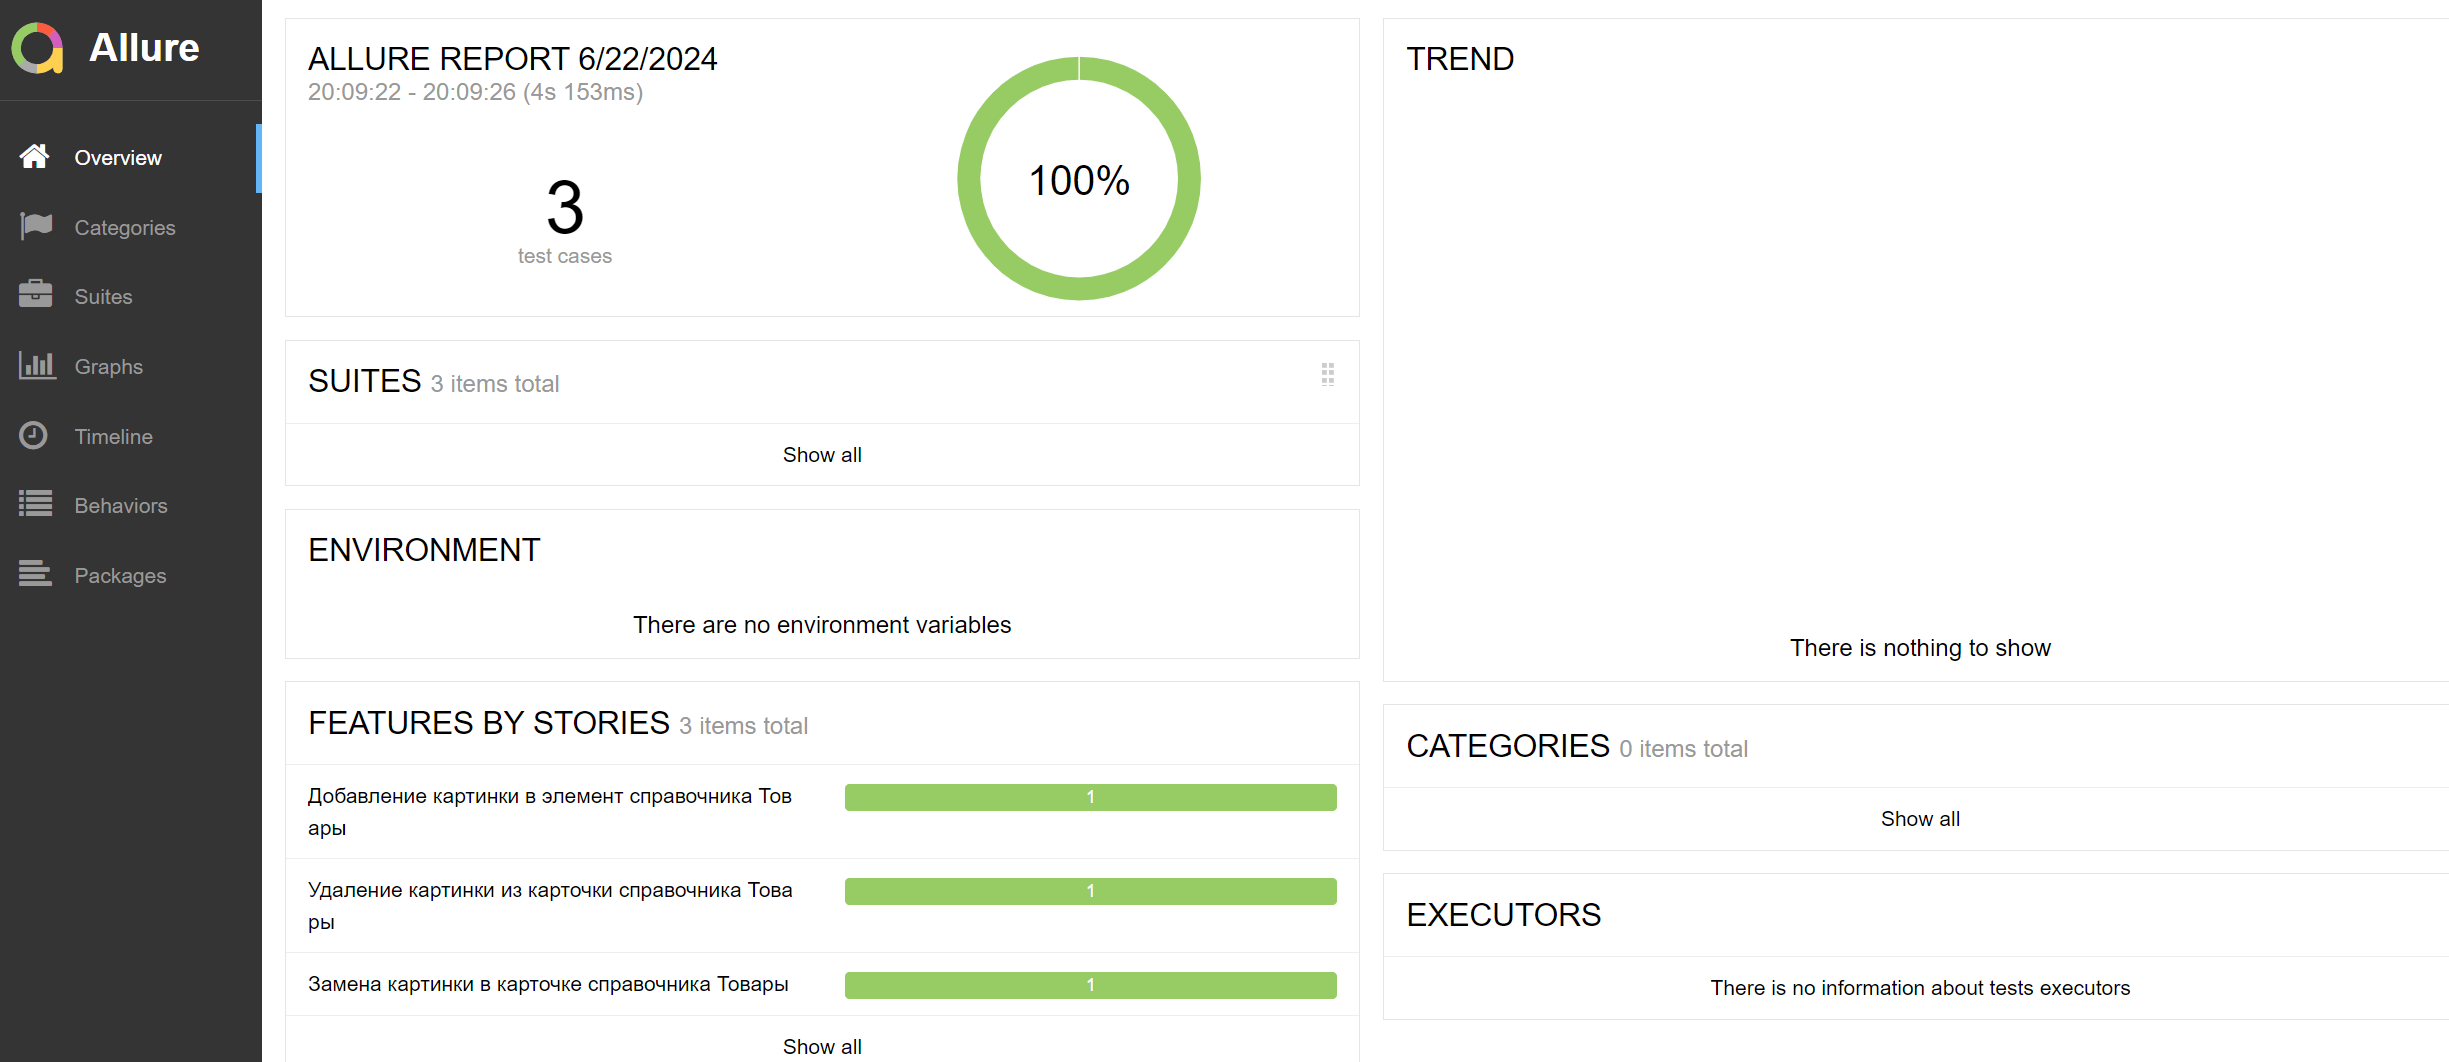 Allure
Overview
Categories
Suites
Graphs
Timeline
Behaviors
Packages
ALLURE REPORT 6/22/2024
20:09:22 - 20:09:26 (4s 153ms)
3
test cases
100%
SUITES 3 items total
Show all
ENVIRONMENT
There are no environment variables
FEATURES BY STORIES 3 items total
Добавление картинки в элемент справочника Тов
ары
1
Удаление картинки из карточки справочника Това
ры
1
Замена картинки в карточке справочника Товары
1
Show all
TREND
There is nothing to show
CATEGORIES 0 items total
Show all
EXECUTORS
There is no information about tests executors